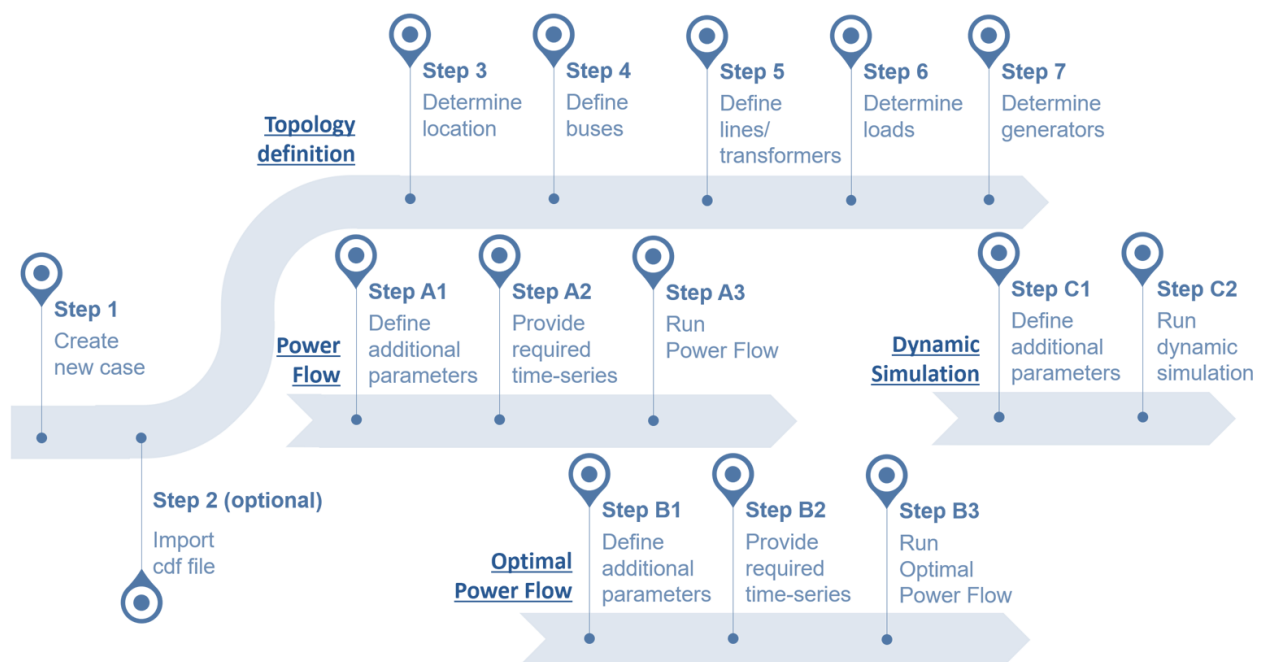 Topology
definition
Step 3
Determine
location
Step 4
Define
buses
Step 5
Define
lines/
transformers
Step 6
Determine
loads
Step 7
Determine
generators
Step 1
Create
new case
Step 2 (optional)
Import
cdf file
Power
Flow
Step A1
Define
additional
parameters
Step A2
Provide
required
time-series
Step A3
Run
Power Flow
Dynamic
Simulation
Step C1
Define
additional
parameters
Step C2
Run
dynamic
simulation
Optimal
Power Flow
Step B1
Define
additional
parameters
Step B2
Provide
required
time-series
Step B3
Run
Optimal
Power Flow